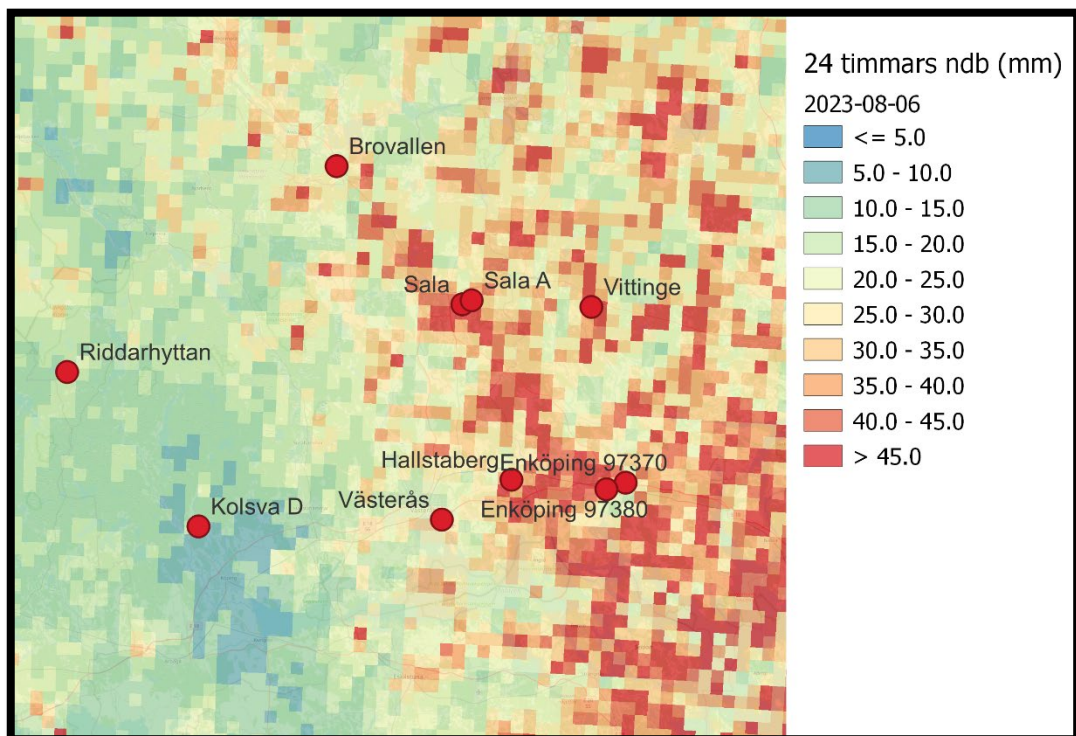 24 timmars ndb (mm)
2023-08-06
<= 5.0
5.0 - 10.0
10.0 - 15.0
15.0 - 20.0
20.0 - 25.0
25.0 - 30.0
30.0 - 35.0
35.0 - 40.0
40.0 - 45.0
> 45.0
Brovallen
Sala
Sala A
Vittinge
Riddarhyttan
Hallstaberg
Enköping 97370
Västerås
Enköping 97380
Kolsva D